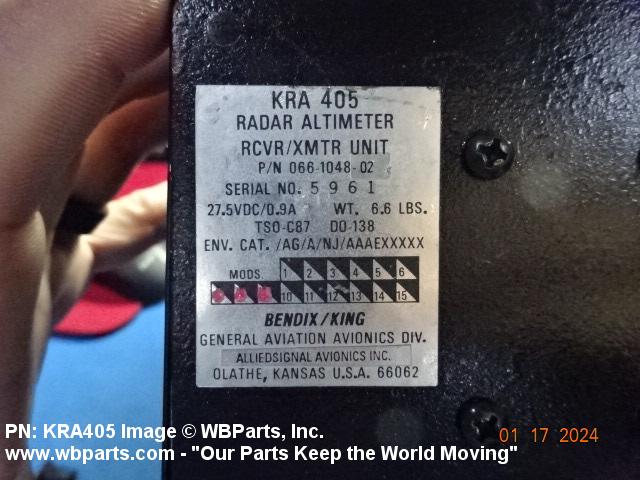 KRA 405
RADAR ALTIMETER
RCVR/XMTR UNIT
P/N 066-1048-02
SERIAL NO. 5961
27.5VDC/0.9A WT. 6.6 LBS.
TSO-C87 DO-138
ENV. CAT. /AG/A/NJ/AAAEXXXXX
MODS. 1 2 3 4 5 6
10 11 12 13 14 15
BENDIX/KING
GENERAL AVIATION AVIONICS DIV.
ALLIEDSIGNAL AVIONICS INC.
OLATHE, KANSAS U.S.A. 66062
PN: KRA405 Image © WBParts, Inc.
01 17 2024
www.wbparts.com - "Our Parts Keep the World Moving"